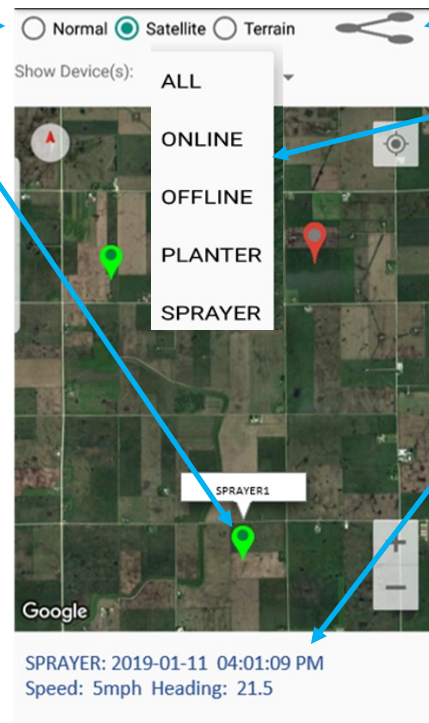 Normal Satellite Terrain
Show Device(s):
ALL
ONLINE
OFFLINE
PLANTER
SPRAYER
SPRAYER1
+
−
Google
SPRAYER: 2019-01-11 04:01:09 PM
Speed: 5mph Heading: 21.5